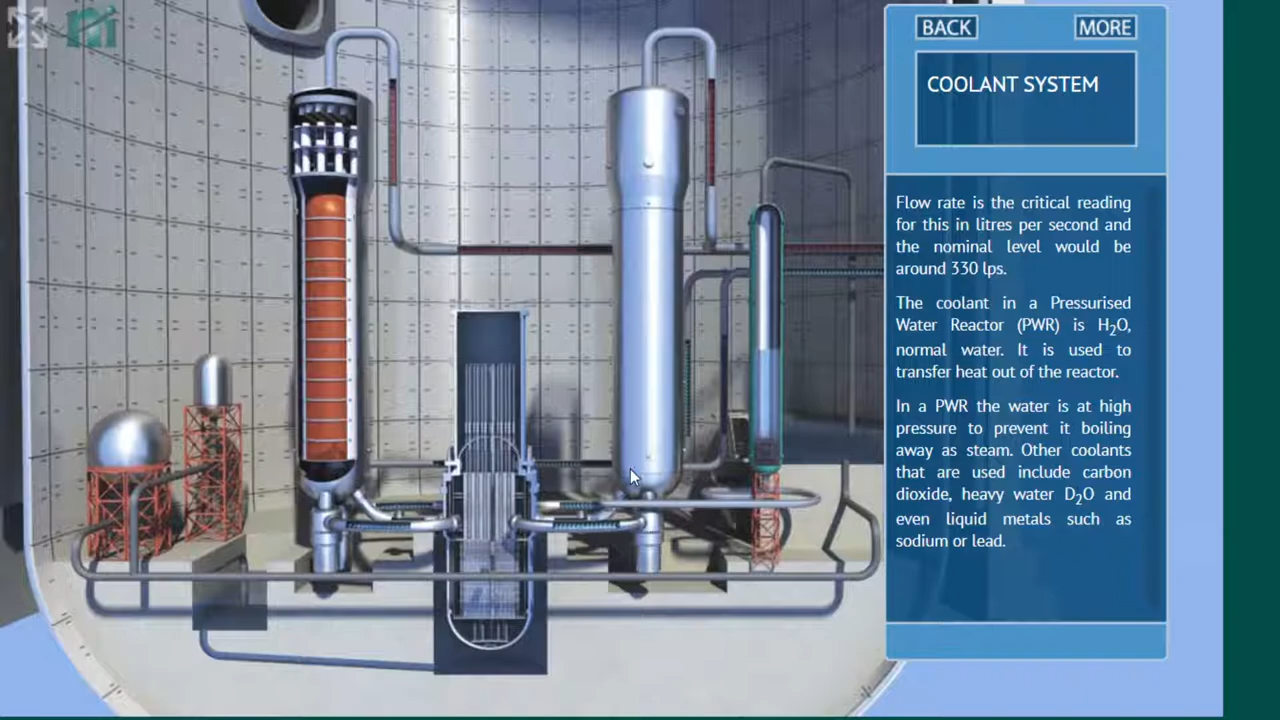 BACK
MORE
COOLANT SYSTEM
Flow rate is the critical reading
for this in litres per second and
the nominal level would be
around 330 lps.
The coolant in a Pressurised
Water Reactor (PWR) is H₂O,
normal water. It is used to
transfer heat out of the reactor.
In a PWR the water is at high
pressure to prevent it boiling
away as steam. Other coolants
that are used include carbon
dioxide, heavy water D₂O and
even liquid metals such as
sodium or lead.